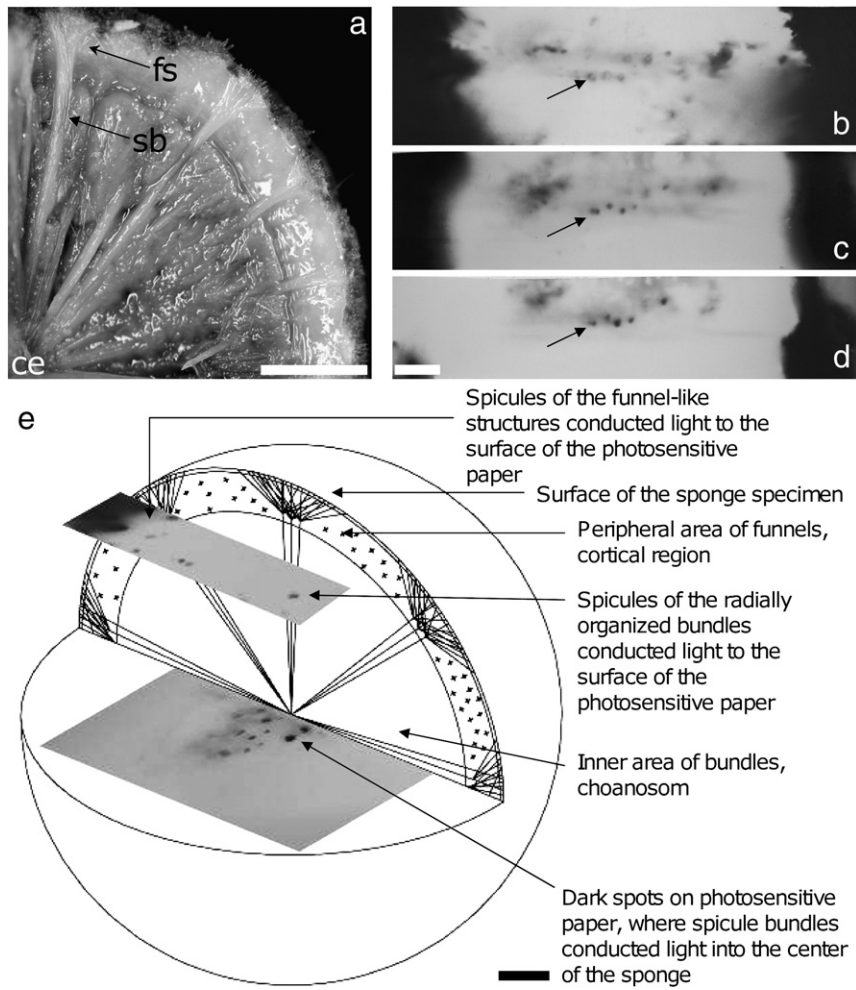 a
fs
sb
ce
b
c
d
e
Spicules of the funnel-like
structures conducted light to the
surface of the photosensitive
paper
Surface of the sponge specimen
Peripheral area of funnels,
cortical region
Spicules of the radially
organized bundles
conducted light to the
surface of the
photosensitive paper
Inner area of bundles,
choanosom
Dark spots on photosensitive
paper, where spicule bundles
conducted light into the center
of the sponge